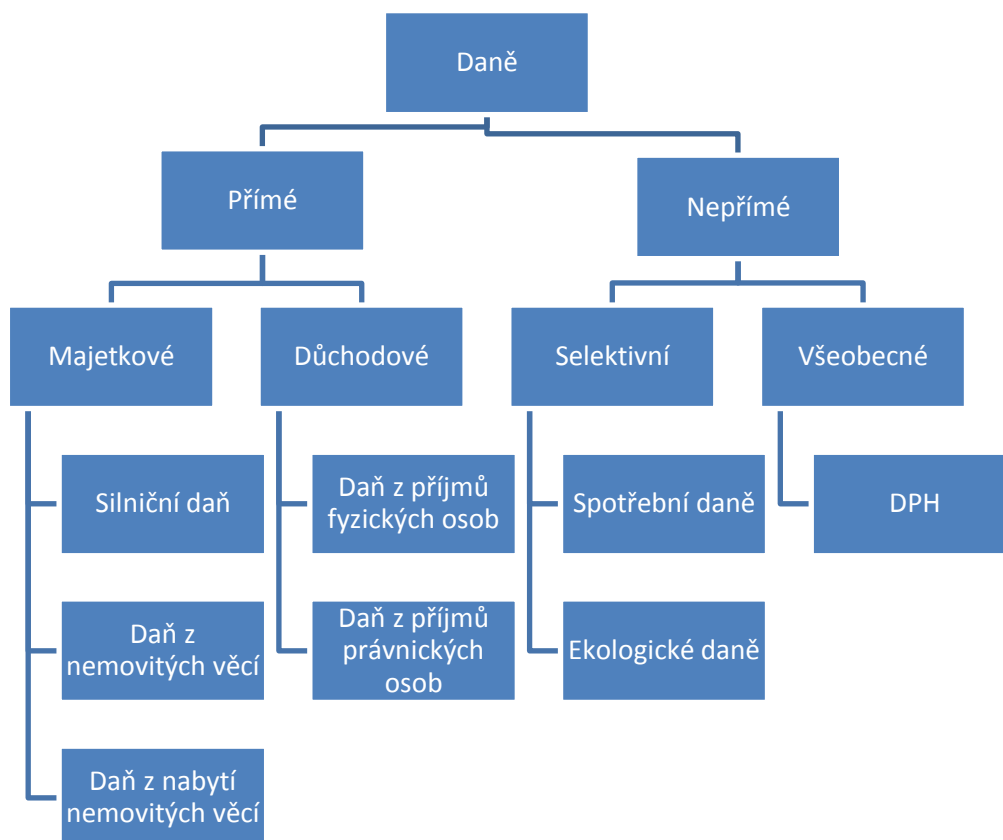 Daně
Přímé
Nepřímé
Majetkové
Důchodové
Selektivní
Všeobecné
Silniční daň
Daň z příjmů
fyzických osob
Spotřební daně
DPH
Daň z
nemovitých věcí
Daň z příjmů
právnických
osob
Ekologické daně
Daň z nabytí
nemovitých věcí